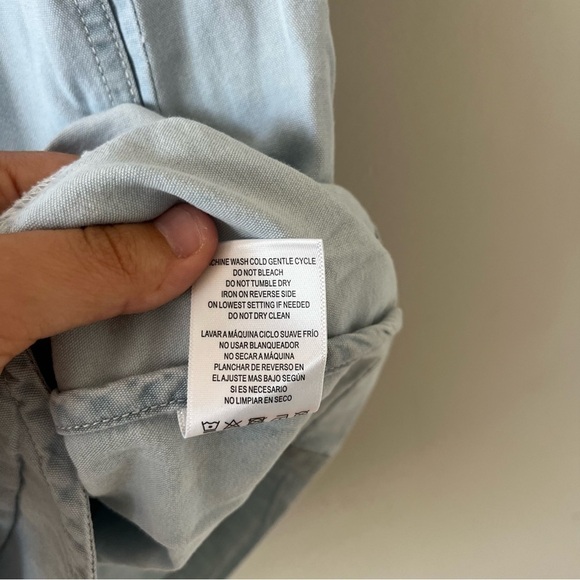 WASH COLD GENTLE CYCLE
DO NOT BLEACH
DO NOT TUMBLE DRY
IRON ON REVERSE SIDE
ON LOWEST SETTING IF NEEDED
DO NOT DRY CLEAN
LAVAR A MÁQUINA CICLO SUAVE FRÍO
NO USAR BLANQUEADOR
NO SECAR A MÁQUINA
PLANCHAR DE REVERSO EN
EL AJUSTE MAS BAJO SEGÚN
SI ES NECESARIO
NO LIMPIAR EN SECO